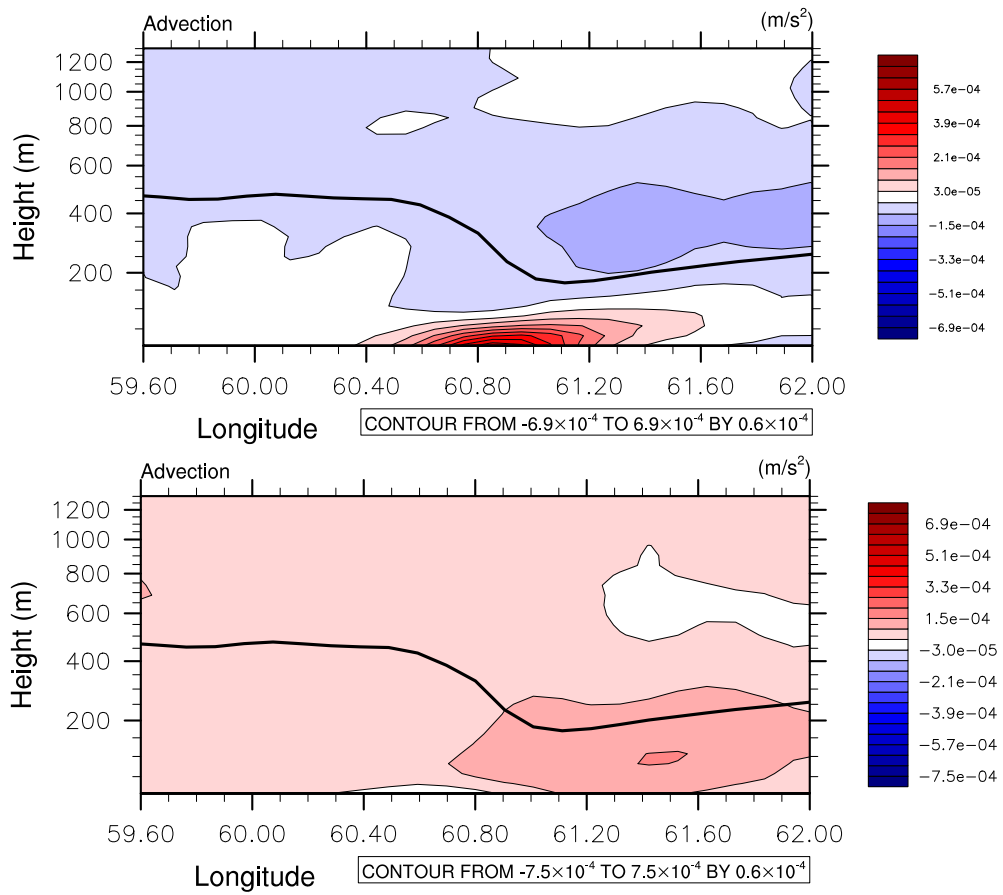 Advection (m/s²)
1200
1000
800
600
400
200
Height (m)
59.60 60.00 60.40 60.80 61.20 61.60 62.00
Longitude
CONTOUR FROM -6.9×10⁻⁴ TO 6.9×10⁻⁴ BY 0.6×10⁻⁴
5.7e-04
3.9e-04
2.1e-04
3.0e-05
-1.5e-04
-3.3e-04
-5.1e-04
-6.9e-04
Advection (m/s²)
1200
1000
800
600
400
200
Height (m)
59.60 60.00 60.40 60.80 61.20 61.60 62.00
Longitude
CONTOUR FROM -7.5×10⁻⁴ TO 7.5×10⁻⁴ BY 0.6×10⁻⁴
6.9e-04
5.1e-04
3.3e-04
1.5e-04
-3.0e-05
-2.1e-04
-3.9e-04
-5.7e-04
-7.5e-04